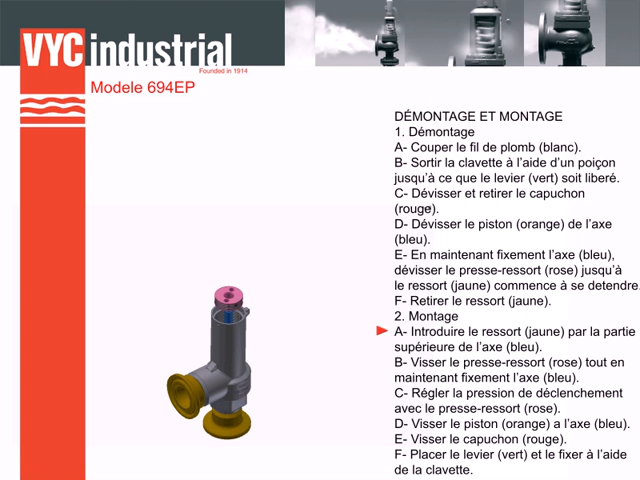 VYC industrial
Founded in 1914
Modele 694EP
DÉMONTAGE ET MONTAGE
1. Démontage
A- Couper le fil de plomb (blanc).
B- Sortir la clavette à l'aide d'un poiçon
jusqu'à ce que le levier (vert) soit liberé.
C- Dévisser et retirer le capuchon
(rouge).
D- Dévisser le piston (orange) de l'axe
(bleu).
E- En maintenant fixement l'axe (bleu),
dévisser le presse-ressort (rose) jusqu'à
le ressort (jaune) commence à se detendre.
F- Retirer le ressort (jaune).
2. Montage
A- Introduire le ressort (jaune) par la partie
supérieure de l'axe (bleu).
B- Visser le presse-ressort (rose) tout en
maintenant fixement l'axe (bleu).
C- Régler la pression de déclenchement
avec le presse-ressort (rose).
D- Visser le piston (orange) a l'axe (bleu).
E- Visser le capuchon (rouge).
F- Placer le levier (vert) et le fixer à l'aide
de la clavette.